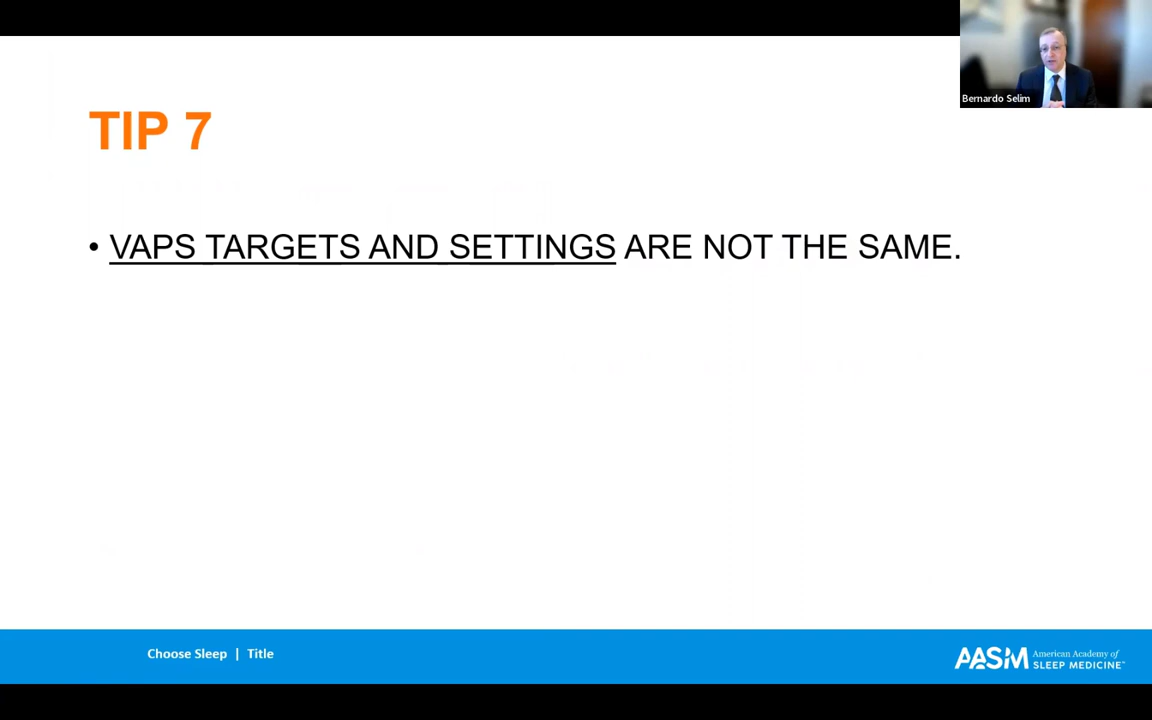 Bernardo Selim
TIP 7
• VAPS TARGETS AND SETTINGS ARE NOT THE SAME.
Choose Sleep | Title
AASM American Academy of
SLEEP MEDICINE™